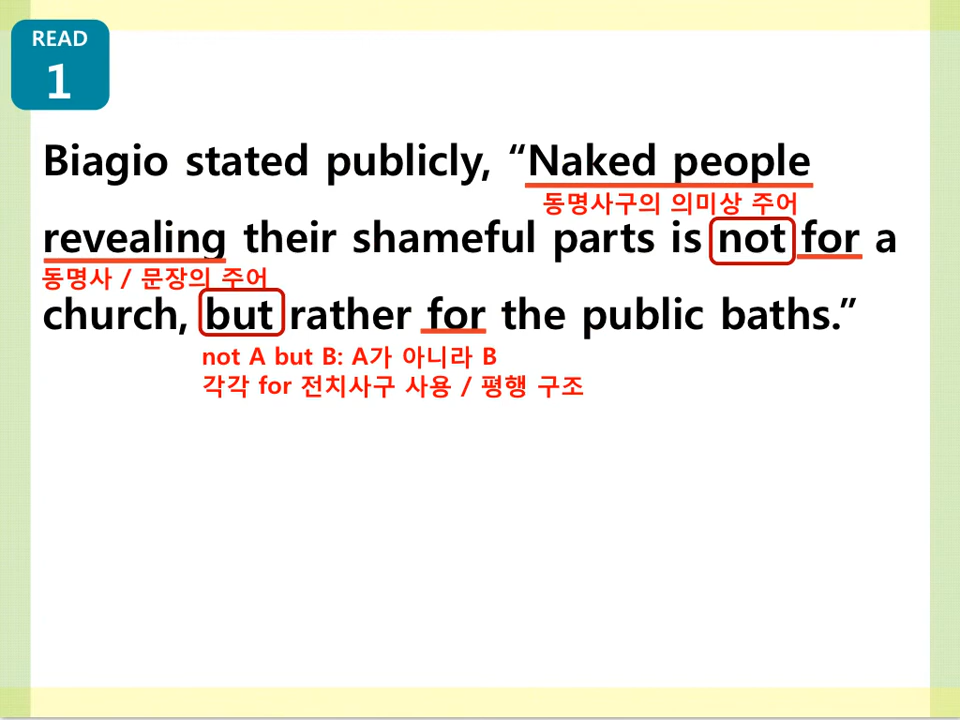 READ
1
Biagio stated publicly, “Naked people
동명사구의 의미상 주어
revealing their shameful parts is not for a
동명사 / 문장의 주어
church, but rather for the public baths.”
not A but B: A가 아니라 B
각각 for 전치사구 사용 / 평행 구조